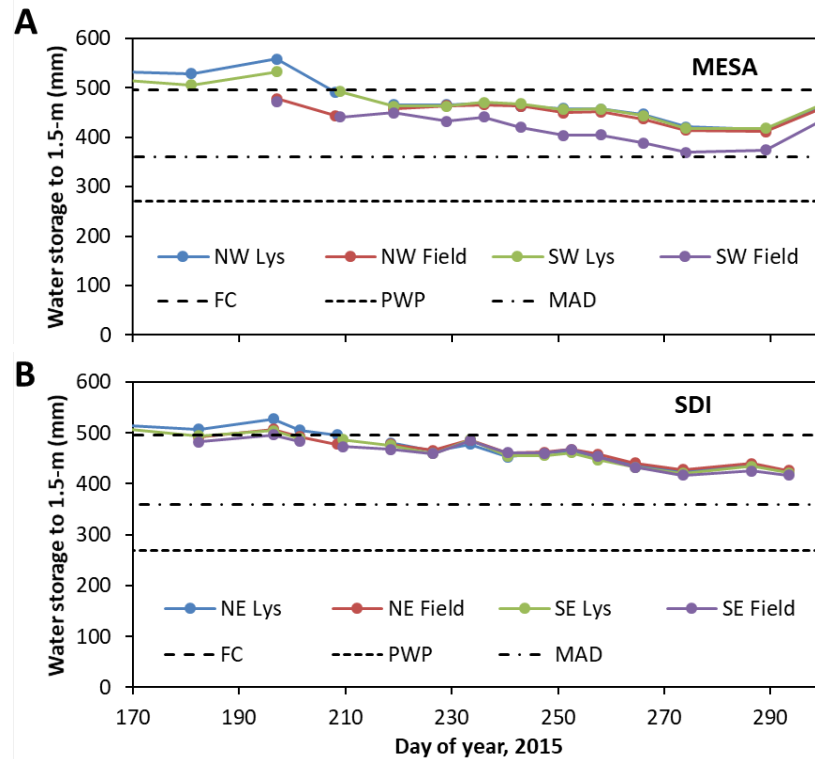 A
MESA
Water storage to 1.5-m (mm)
600
500
400
300
200
100
0
NW Lys NW Field SW Lys SW Field
FC PWP MAD
B
SDI
Water storage to 1.5-m (mm)
600
500
400
300
200
100
0
NE Lys NE Field SE Lys SE Field
FC PWP MAD
170 190 210 230 250 270 290
Day of year, 2015